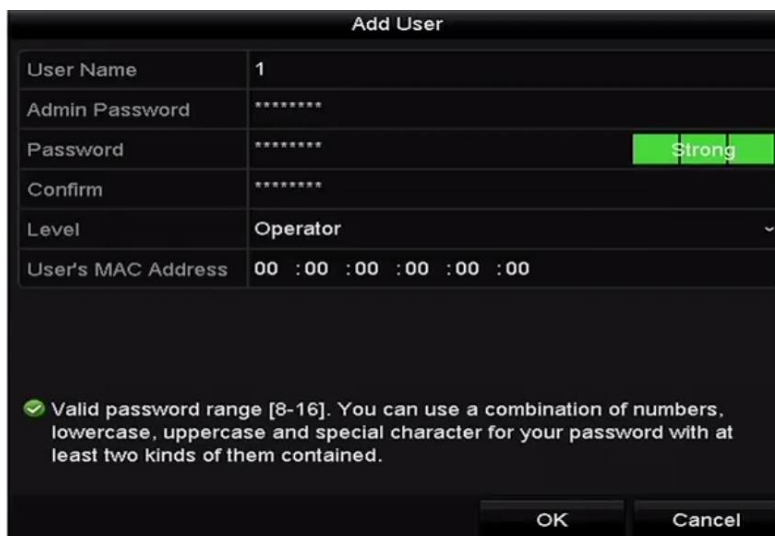 Add User
User Name 1
Admin Password ********
Password ******** Strong
Confirm ********
Level Operator
User's MAC Address 00 :00 :00 :00 :00 :00
Valid password range [8-16]. You can use a combination of numbers,
lowercase, uppercase and special character for your password with at
least two kinds of them contained.
OK Cancel